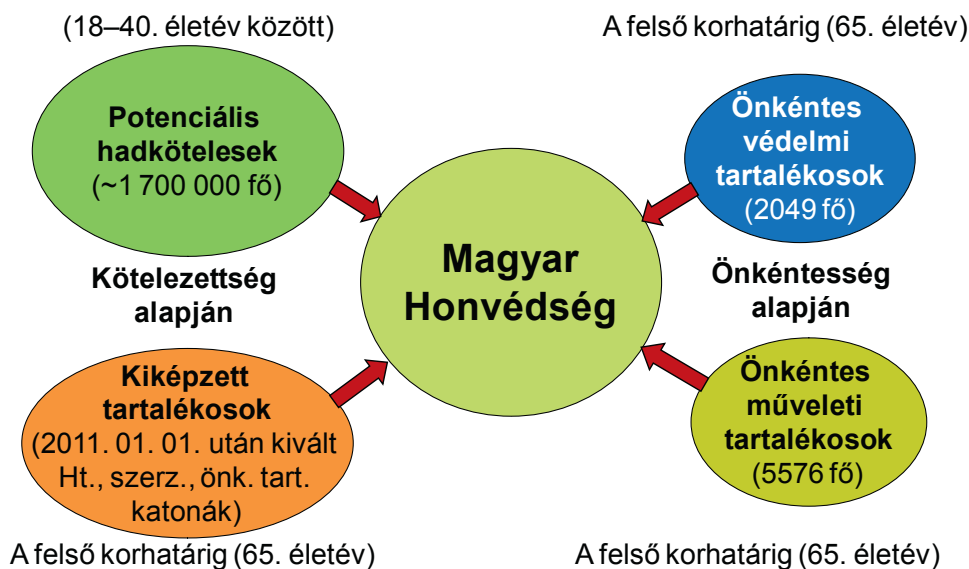 (18–40. életév között)
Potenciális
hadkötelesek
(~1 700 000 fő)
Kötelezettség
alapján
Kiképzett
tartalékosok
(2011. 01. 01. után kivált
Ht., szerz., önk. tart.
katonák)
A felső korhatárig (65. életév)
Magyar
Honvédség
A felső korhatárig (65. életév)
Önkéntes
védelmi
tartalékosok
(2049 fő)
Önkéntesség
alapján
Önkéntes
műveleti
tartalékosok
(5576 fő)
A felső korhatárig (65. életév)